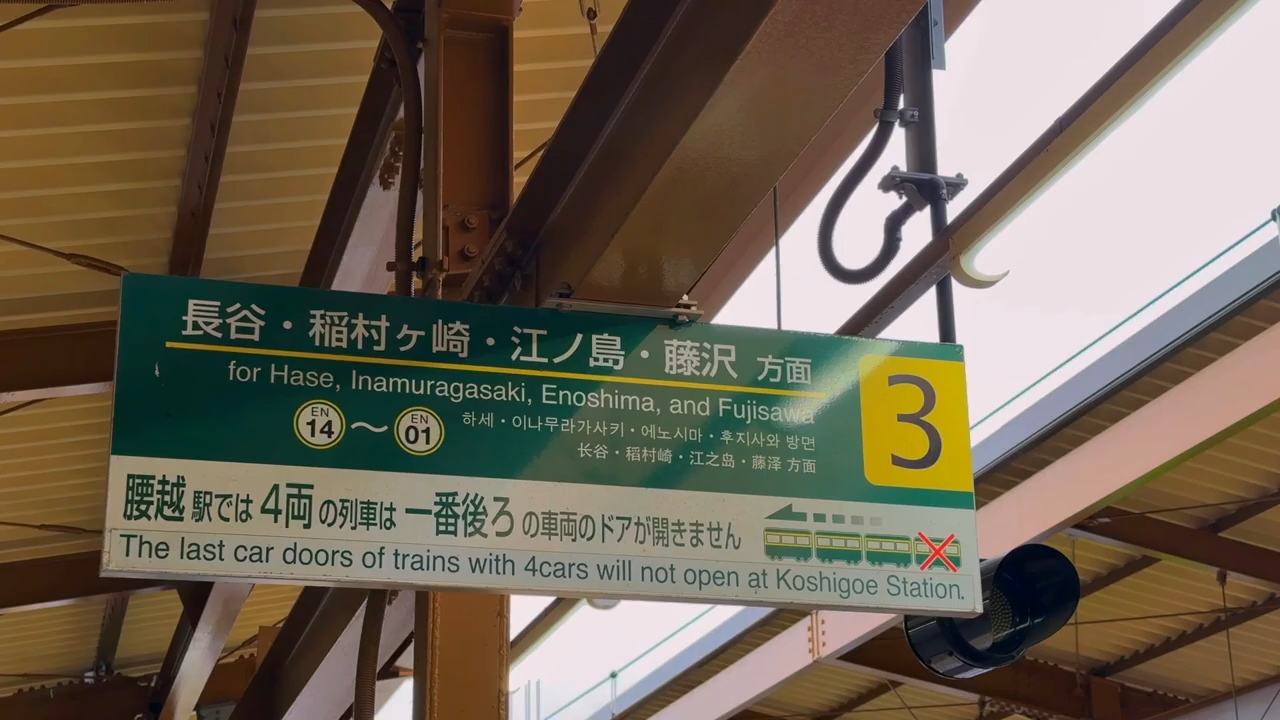 長谷・稲村ヶ崎・江ノ島・藤沢 方面
for Hase, Inamuragasaki, Enoshima, and Fujisawa
EN 14 〜 EN 01
하세・이나무라가사키・에노시마・후지사와 방면
长谷・稲村崎・江之岛・藤泽 方面
3
腰越駅では4両の列車は一番後ろの車両のドアが開きません
The last car doors of trains with 4cars will not open at Koshigoe Station.